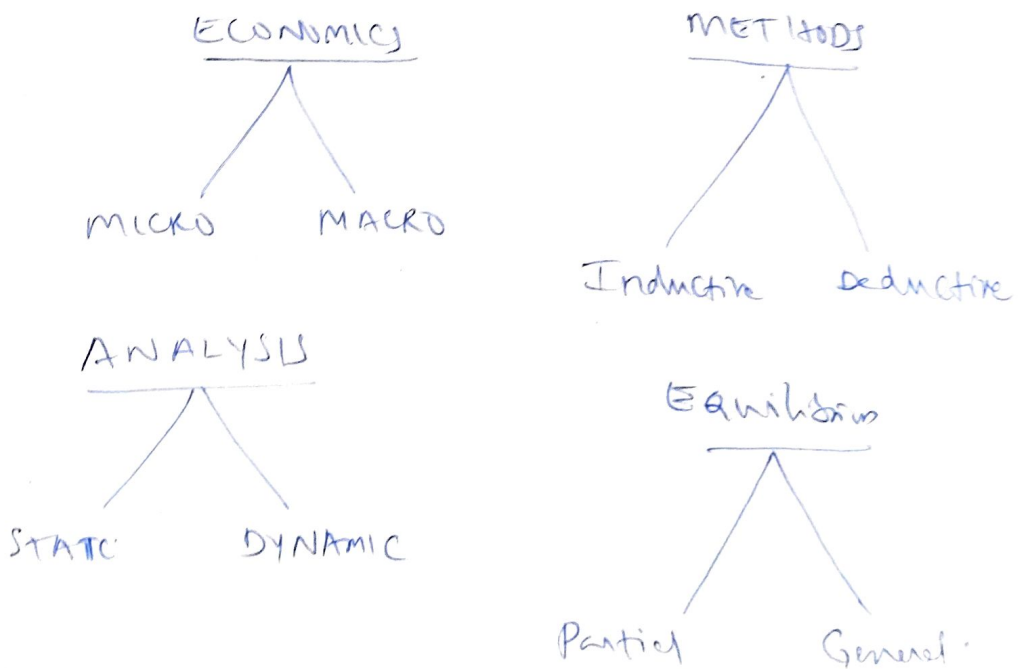 ECONOMICS
MICRO MACRO
METHODS
Inductive Deductive
ANALYSIS
STATIC DYNAMIC
Equilibrium
Partial General.